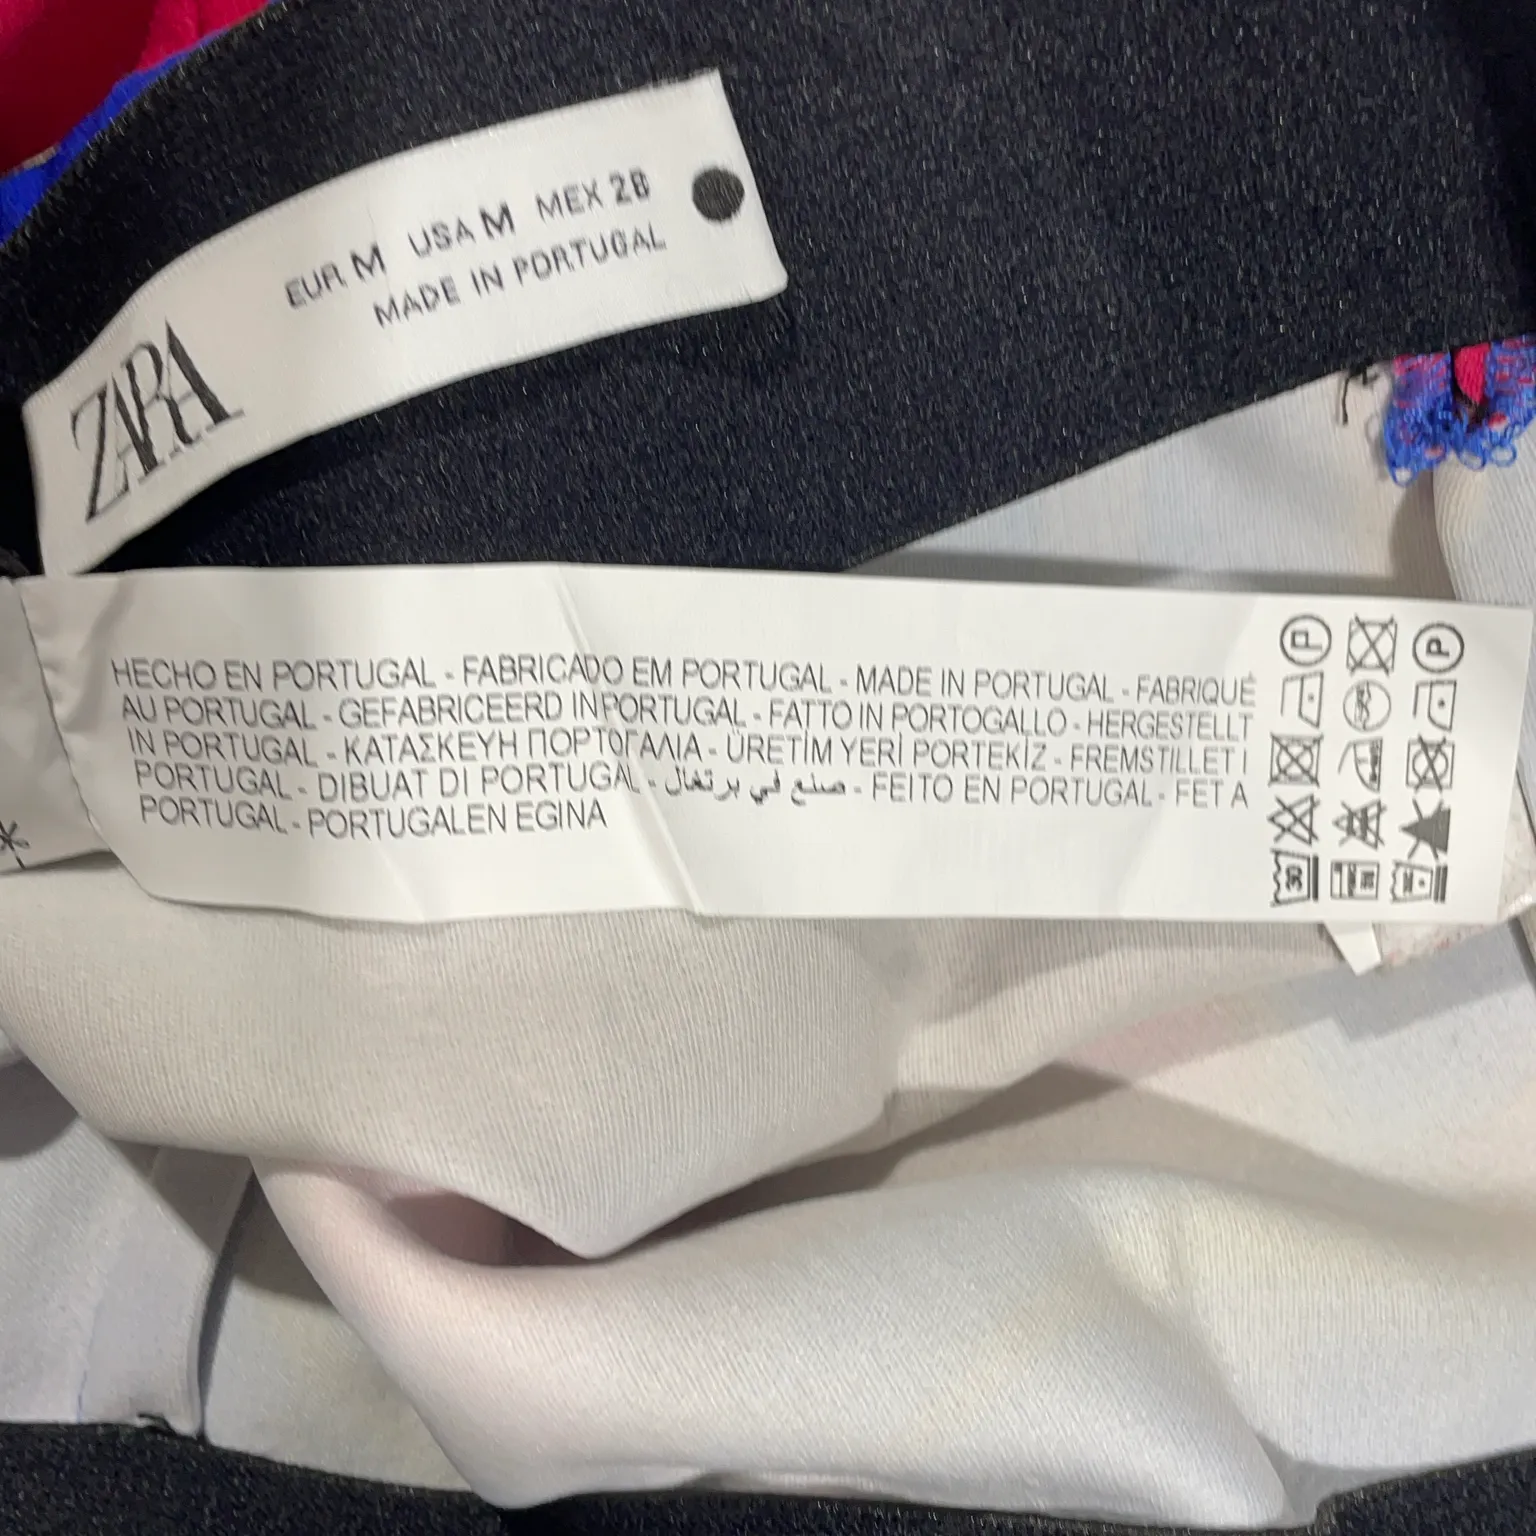 ZARA
EUR M USA M MEX 28
MADE IN PORTUGAL
HECHO EN PORTUGAL - FABRICADO EM PORTUGAL - MADE IN PORTUGAL - FABRIQUÉ
AU PORTUGAL - GEFABRICEERD IN PORTUGAL - FATTO IN PORTOGALLO - HERGESTELLT
IN PORTUGAL - ΚΑΤΑΣΚΕΥΗ ΠΟΡΤΟΓΑΛΙΑ - ÜRETİM YERİ PORTEKİZ - FREMSTILLET I
PORTUGAL - DIBUAT DI PORTUGAL - صنع في برتغال - FEITO EN PORTUGAL - FET A
PORTUGAL - PORTUGALEN EGINA
P
P
30